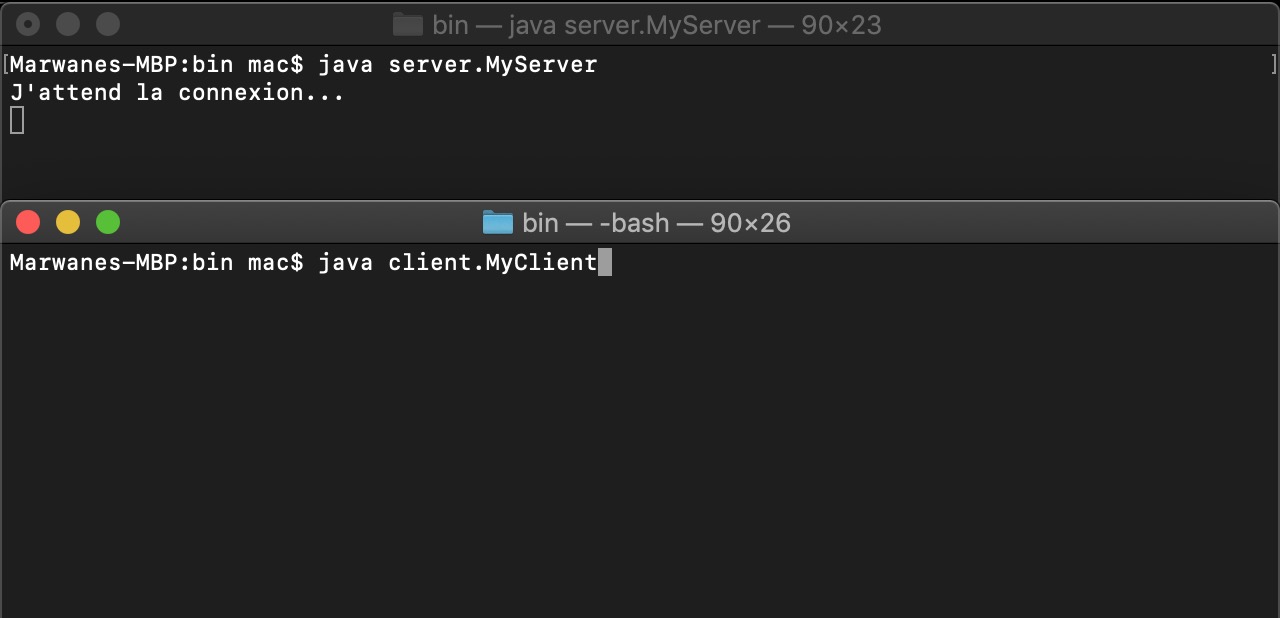 bin — java server.MyServer — 90×23
[Marwanes-MBP:bin mac$ java server.MyServer ]
J'attend la connexion...
bin — -bash — 90×26
Marwanes-MBP:bin mac$ java client.MyClient